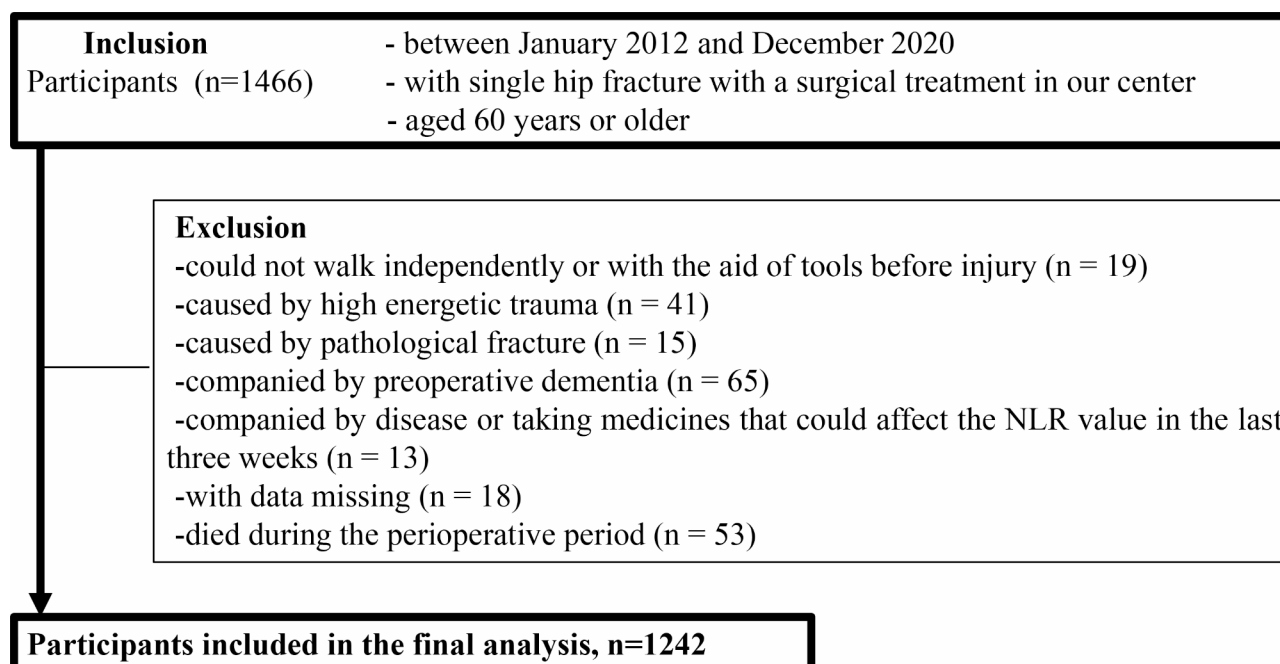 Inclusion - between January 2012 and December 2020
Participants (n=1466) - with single hip fracture with a surgical treatment in our center
- aged 60 years or older
Exclusion
-could not walk independently or with the aid of tools before injury (n = 19)
-caused by high energetic trauma (n = 41)
-caused by pathological fracture (n = 15)
-companied by preoperative dementia (n = 65)
-companied by disease or taking medicines that could affect the NLR value in the last
three weeks (n = 13)
-with data missing (n = 18)
-died during the perioperative period (n = 53)
Participants included in the final analysis, n=1242